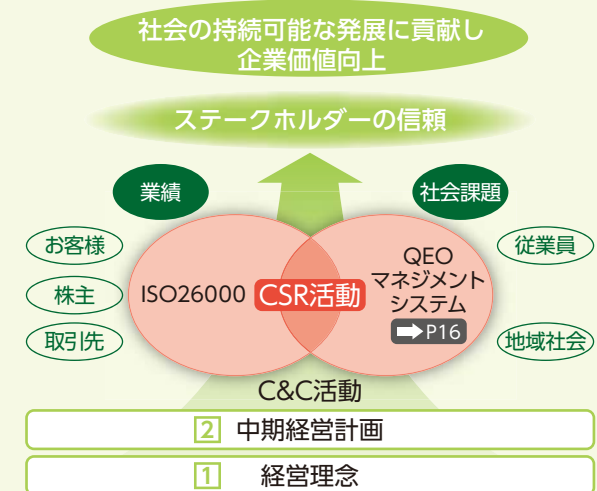 社会の持続可能な発展に貢献し
企業価値向上
ステークホルダーの信頼
業績
社会課題
お客様
株主
取引先
ISO26000
CSR活動
QEO
マネジメント
システム
➡P16
従業員
地域社会
C&C活動
2 中期経営計画
1 経営理念